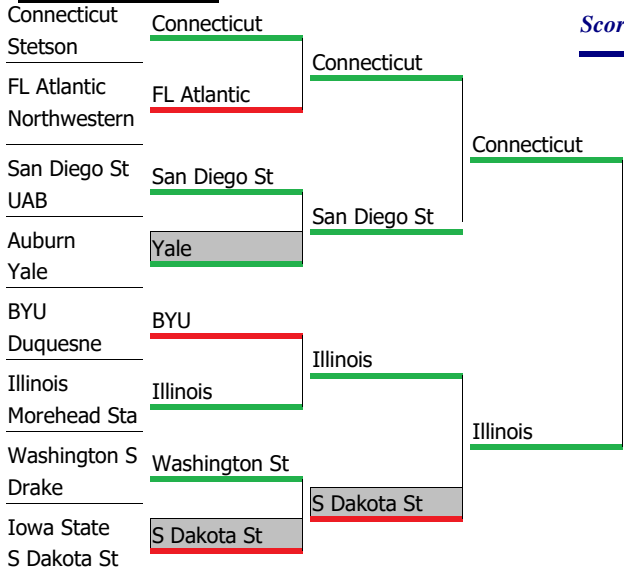 Connecticut
Stetson
FL Atlantic
Northwestern
San Diego St
UAB
Auburn
Yale
BYU
Duquesne
Illinois
Morehead Sta
Washington S
Drake
Iowa State
S Dakota St
Connecticut
FL Atlantic
San Diego St
Yale
BYU
Illinois
Washington St
S Dakota St
Connecticut
San Diego St
Illinois
S Dakota St
Connecticut
Illinois
Scor